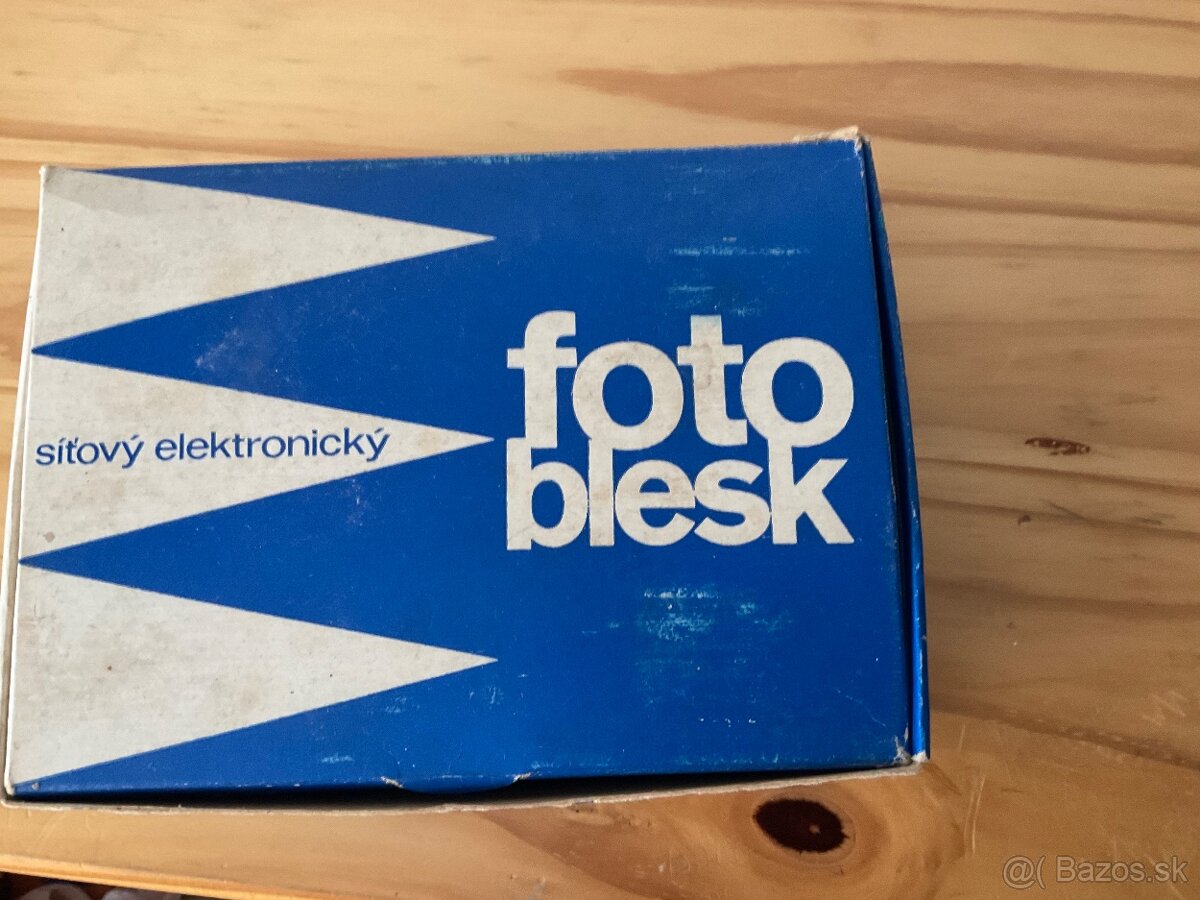 síťový elektronický
foto
blesk
@( Bazos.sk